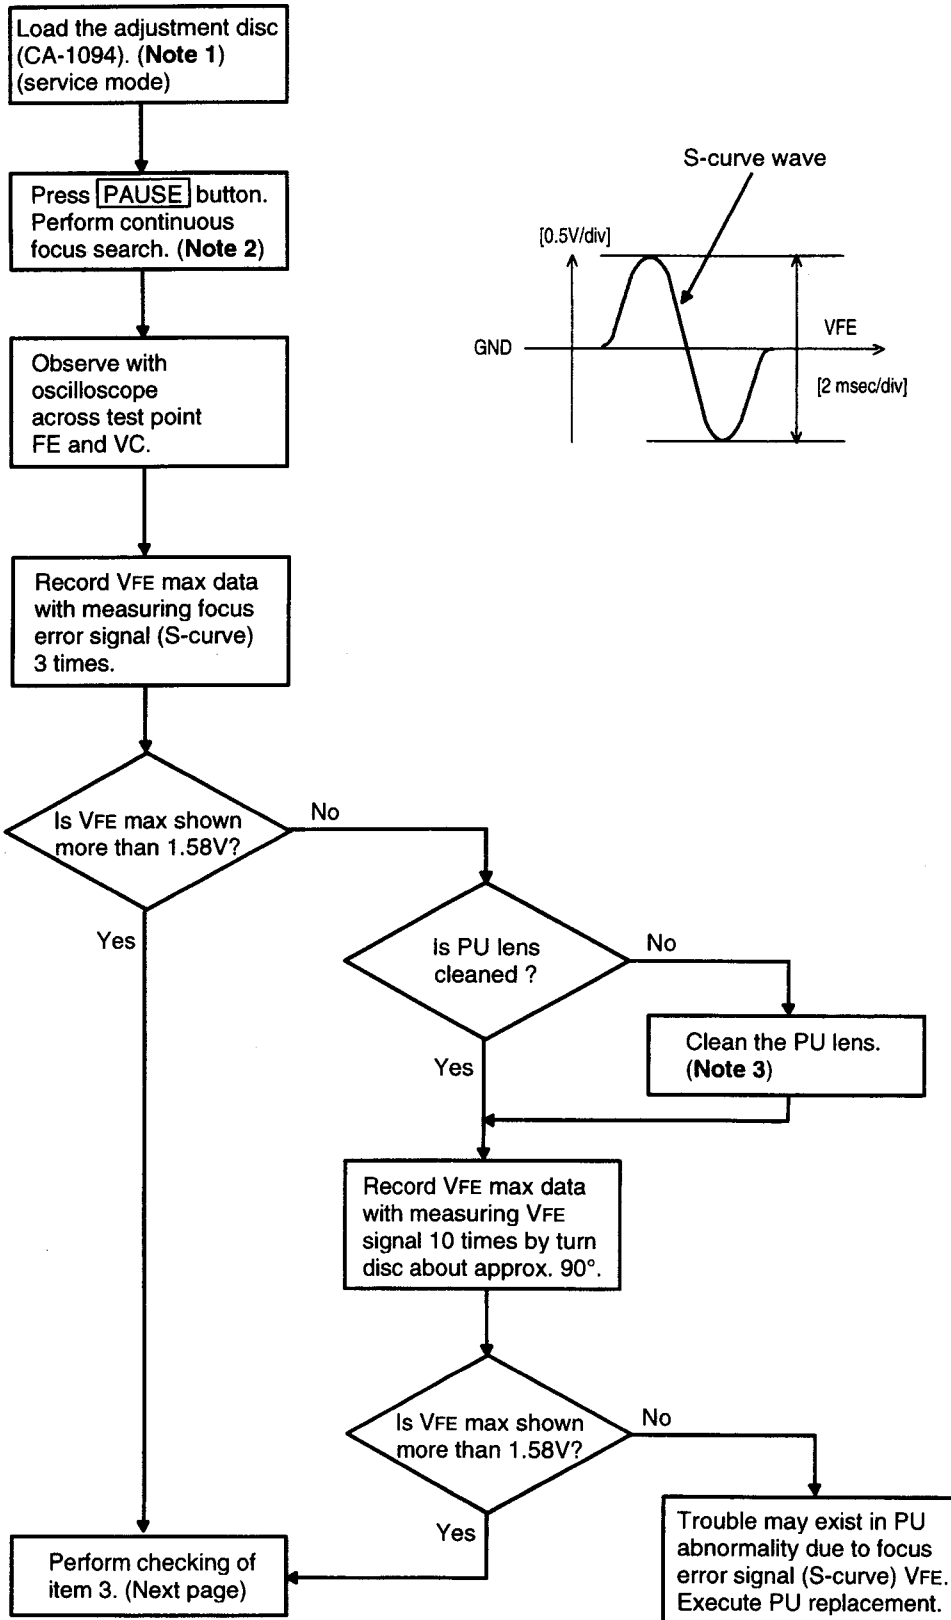 Load the adjustment disc
(CA-1094). (Note 1)
(service mode)
Press PAUSE button.
Perform continuous
focus search. (Note 2)
S-curve wave
[0.5V/div]
GND
VFE
[2 msec/div]
Observe with
oscilloscope
across test point
FE and VC.
Record VFE max data
with measuring focus
error signal (S-curve)
3 times.
Is VFE max shown
more than 1.58V?
No
Yes
Is PU lens
cleaned ?
No
Yes
Clean the PU lens.
(Note 3)
Record VFE max data
with measuring VFE
signal 10 times by turn
disc about approx. 90°.
Is VFE max shown
more than 1.58V?
No
Yes
Trouble may exist in PU
abnormality due to focus
error signal (S-curve) VFE.
Execute PU replacement.
Perform checking of
item 3. (Next page)